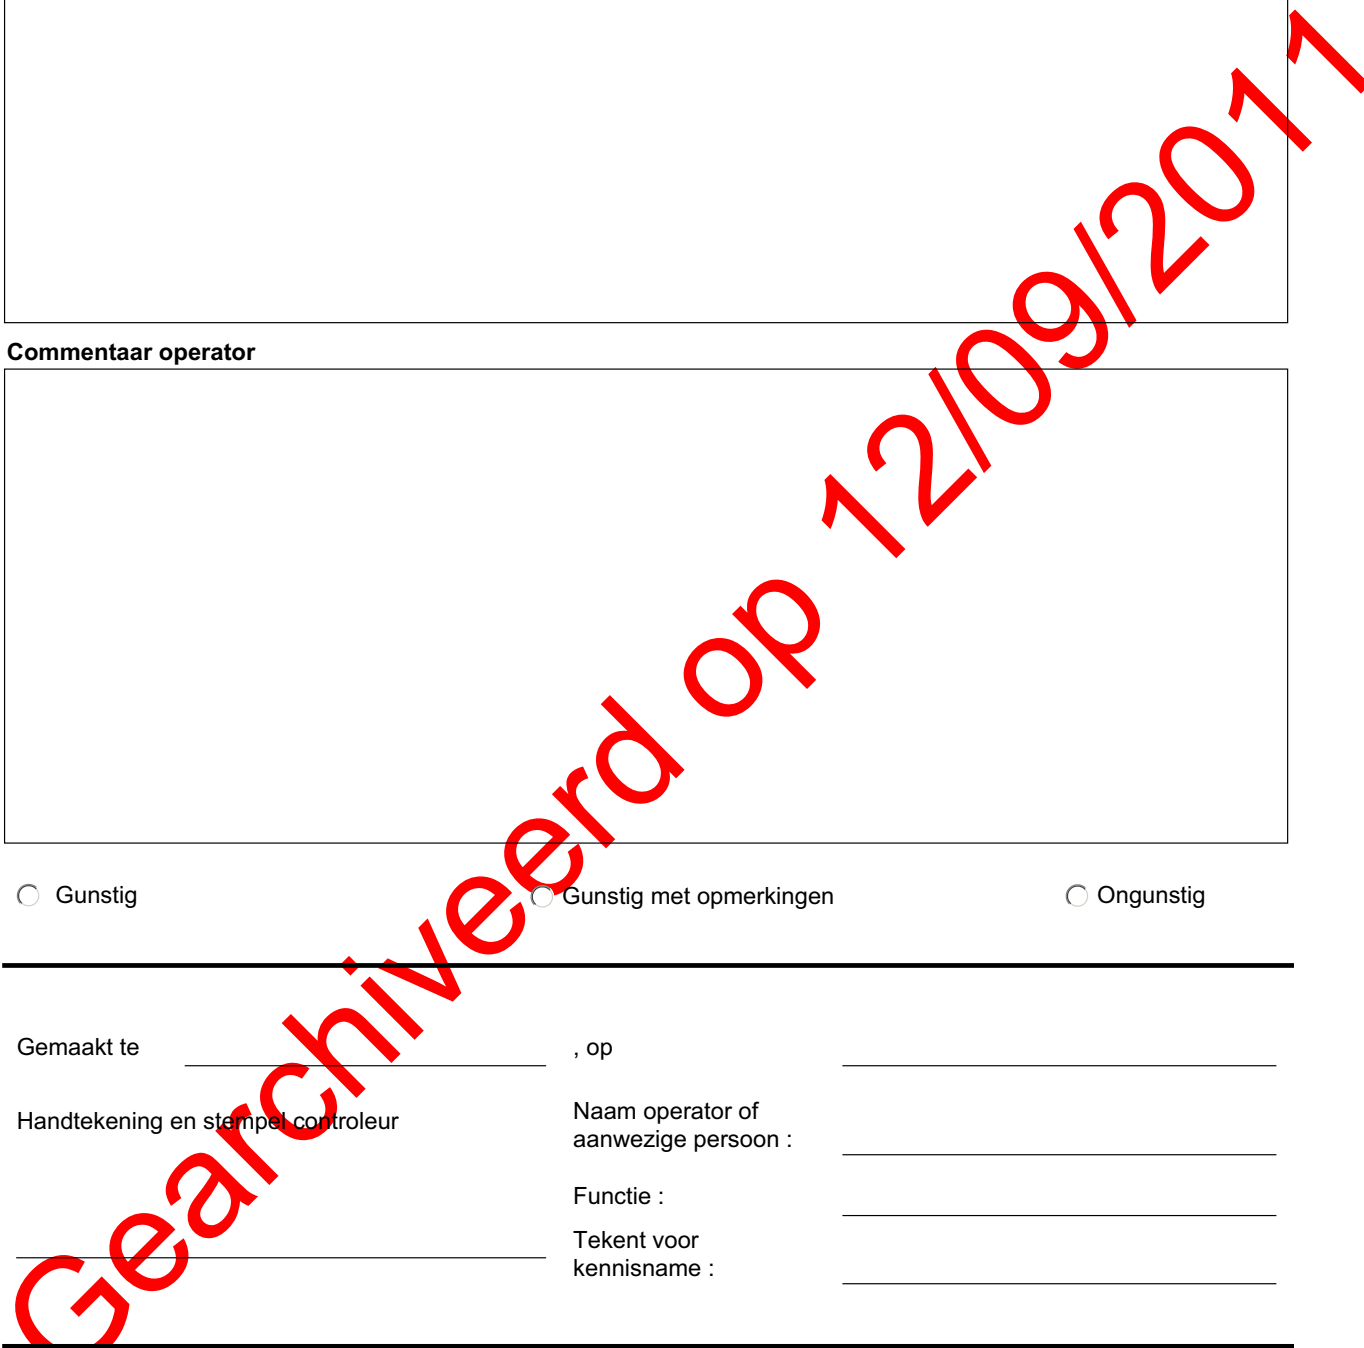 Commentaar operator
Gunstig
Gunstig met opmerkingen
Ongunstig
Gemaakt te
, op
Handtekening en stempel controleur
Naam operator of
aanwezige persoon :
Functie :
Tekent voor
kennisname :
Gearchiveerd op 12/09/2011